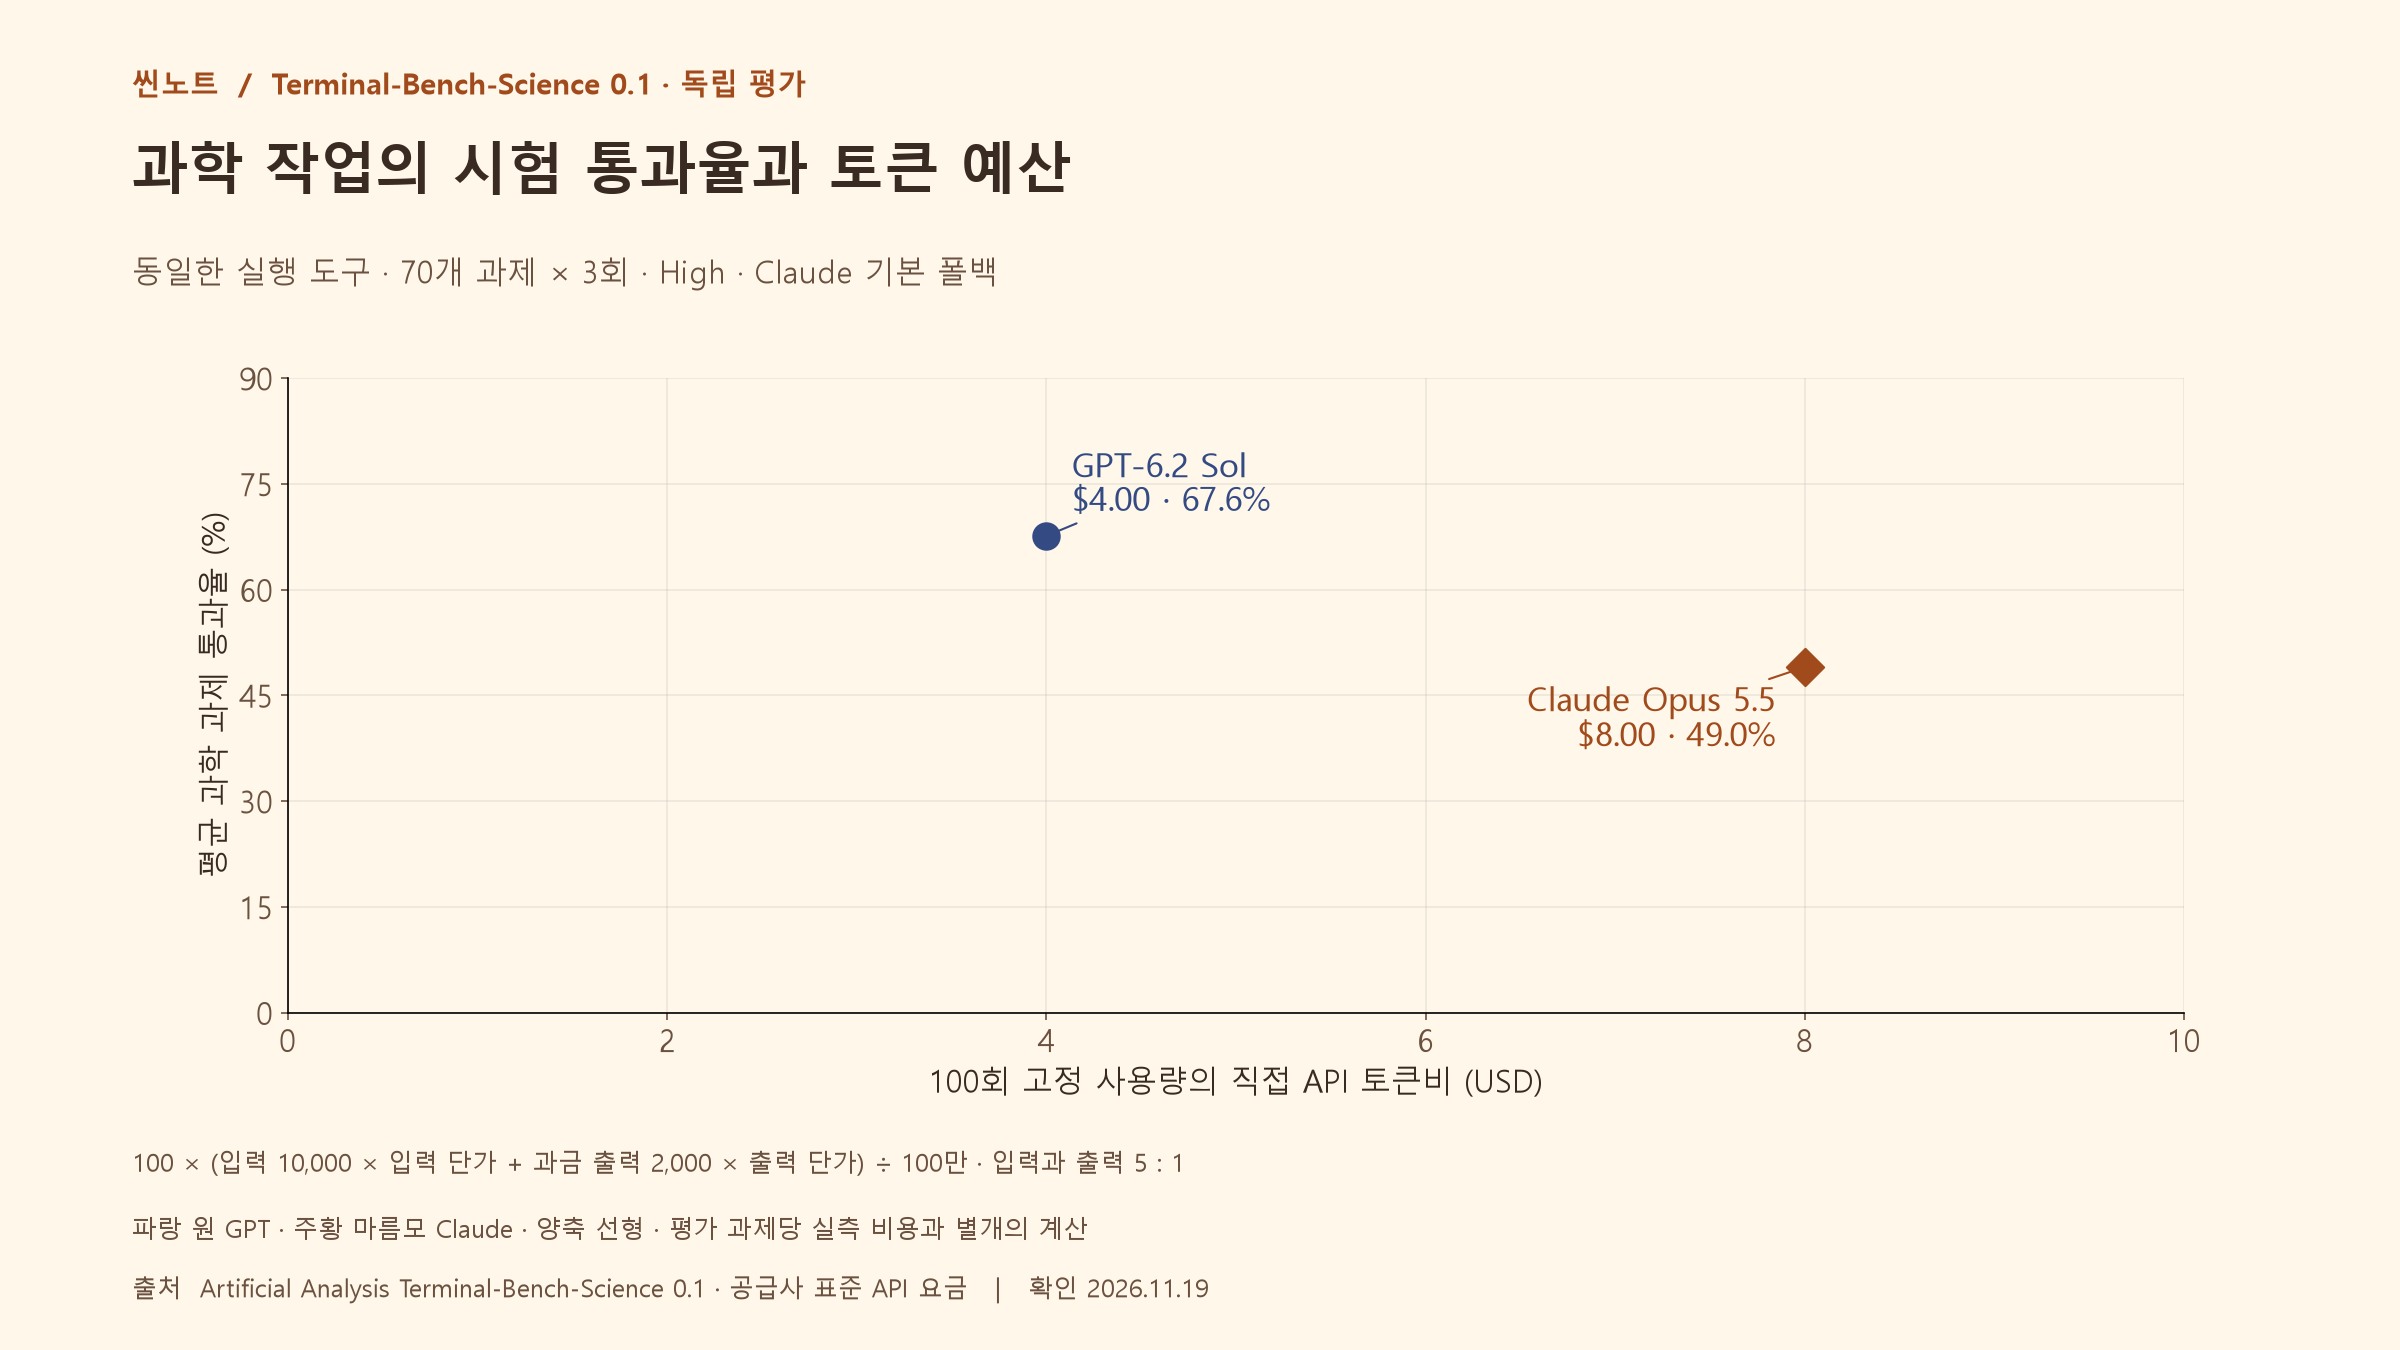 씬노트 / Terminal-Bench-Science 0.1 · 독립 평가
과학 작업의 시험 통과율과 토큰 예산
동일한 실행 도구 · 70개 과제 × 3회 · High · Claude 기본 폴백
평균 과학 과제 통과율 (%)
90
75
60
45
30
15
0
GPT-6.2 Sol
$4.00 · 67.6%
Claude Opus 5.5
$8.00 · 49.0%
0 2 4 6 8 10
100회 고정 사용량의 직접 API 토큰비 (USD)
100 × (입력 10,000 × 입력 단가 + 과금 출력 2,000 × 출력 단가) ÷ 100만 · 입력과 출력 5 : 1
파랑 원 GPT · 주황 마름모 Claude · 양축 선형 · 평가 과제당 실측 비용과 별개의 계산
출처 Artificial Analysis Terminal-Bench-Science 0.1 · 공급사 표준 API 요금 | 확인 2026.11.19